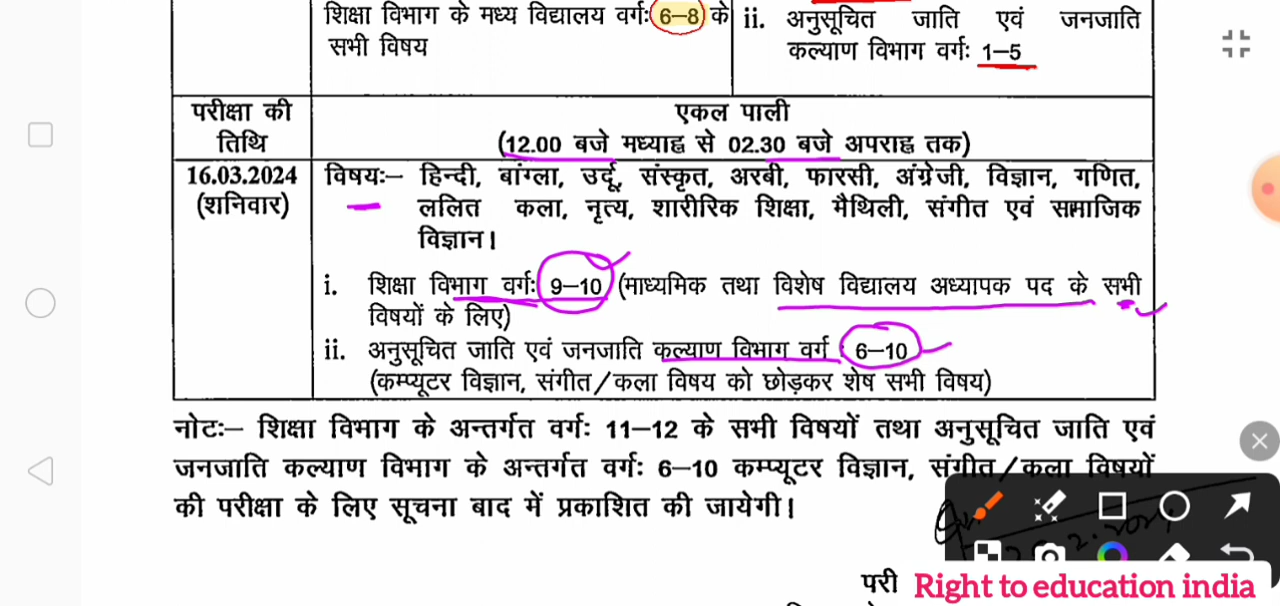 शिक्षा विभाग के मध्य विद्यालय वर्गः 6–8 के
सभी विषय
ii. अनुसूचित जाति एवं जनजाति
कल्याण विभाग वर्गः 1–5
परीक्षा की
तिथि
एकल पाली
(12.00 बजे मध्याह्न से 02.30 बजे अपराह्न तक)
16.03.2024
(शनिवार)
विषयः– हिन्दी, बांग्ला, उर्दू, संस्कृत, अरबी, फारसी, अंग्रेजी, विज्ञान, गणित,
ललित कला, नृत्य, शारीरिक शिक्षा, मैथिली, संगीत एवं समाजिक
विज्ञान।
i. शिक्षा विभाग वर्गः 9–10 (माध्यमिक तथा विशेष विद्यालय अध्यापक पद के सभी
विषयों के लिए)
ii. अनुसूचित जाति एवं जनजाति कल्याण विभाग वर्ग 6–10
(कम्प्यूटर विज्ञान, संगीत/कला विषय को छोड़कर शेष सभी विषय)
नोटः– शिक्षा विभाग के अन्तर्गत वर्गः 11–12 के सभी विषयों तथा अनुसूचित जाति एवं
जनजाति कल्याण विभाग के अन्तर्गत वर्गः 6–10 कम्प्यूटर विज्ञान, संगीत/कला विषयों
की परीक्षा के लिए सूचना बाद में प्रकाशित की जायेगी।
परी
Right to education india